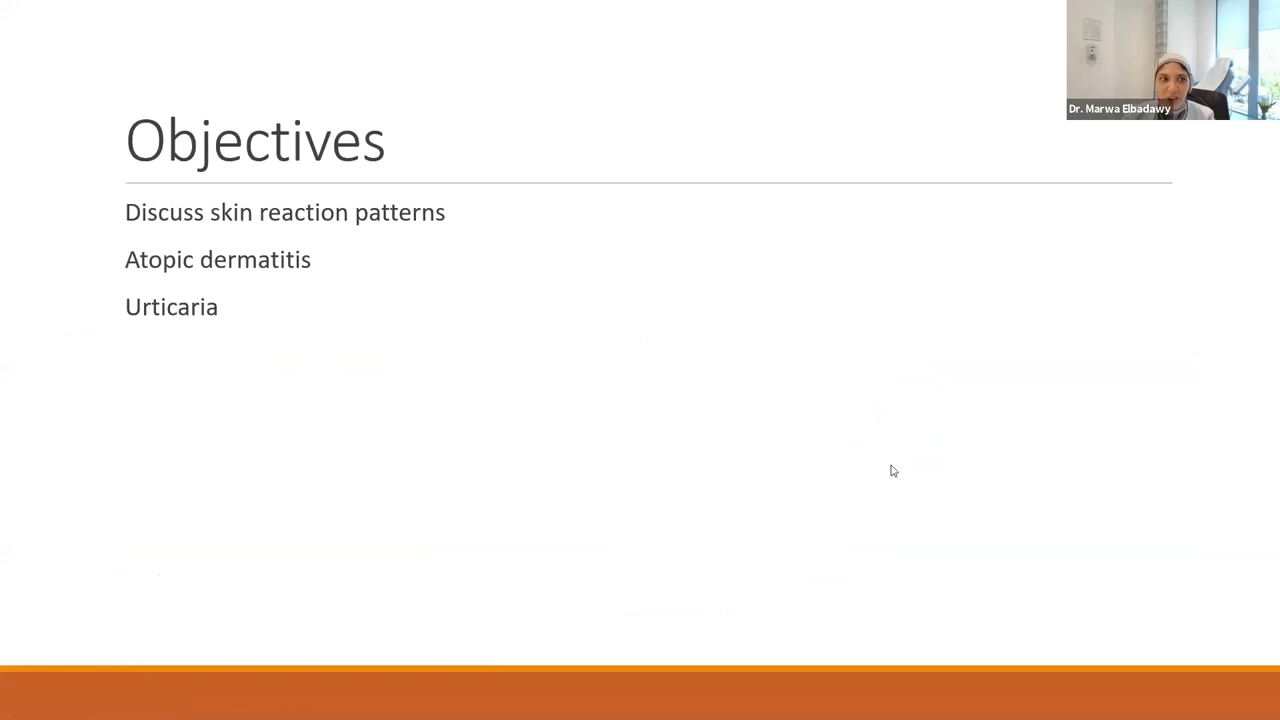 Dr. Marwa Elbadawy
Objectives
Discuss skin reaction patterns
Atopic dermatitis
Urticaria